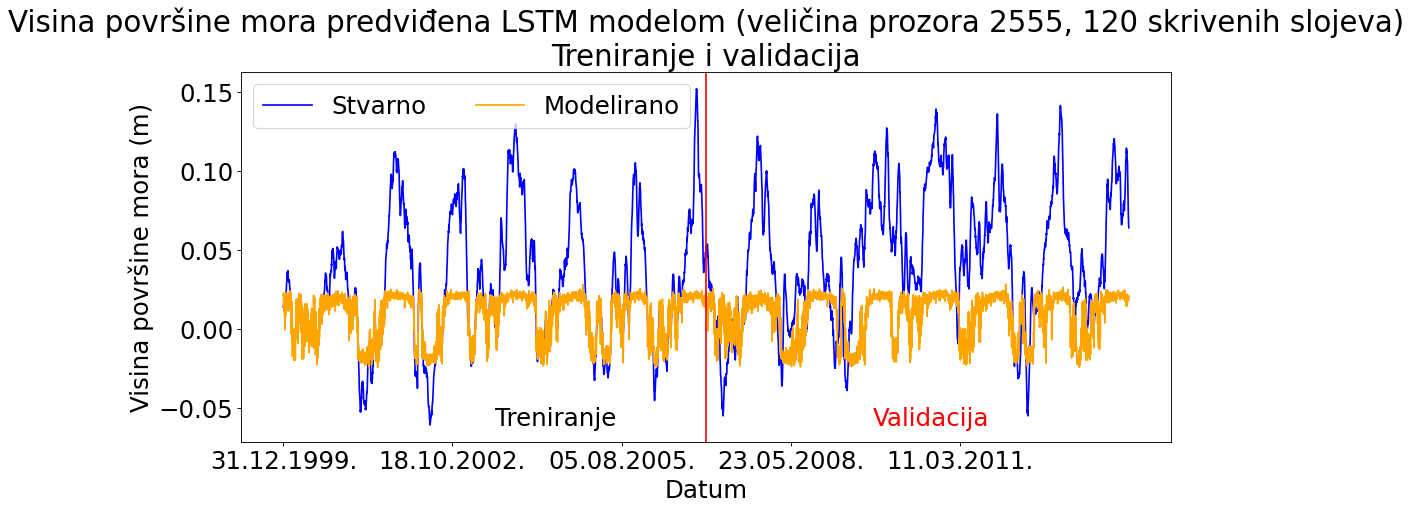 Visina površine mora predviđena LSTM modelom (veličina prozora 2555, 120 skrivenih slojeva)
Treniranje i validacija
Stvarno Modelirano
Visina površine mora (m)
0.15
0.10
0.05
0.00
−0.05
Treniranje Validacija
31.12.1999. 18.10.2002. 05.08.2005. 23.05.2008. 11.03.2011.
Datum